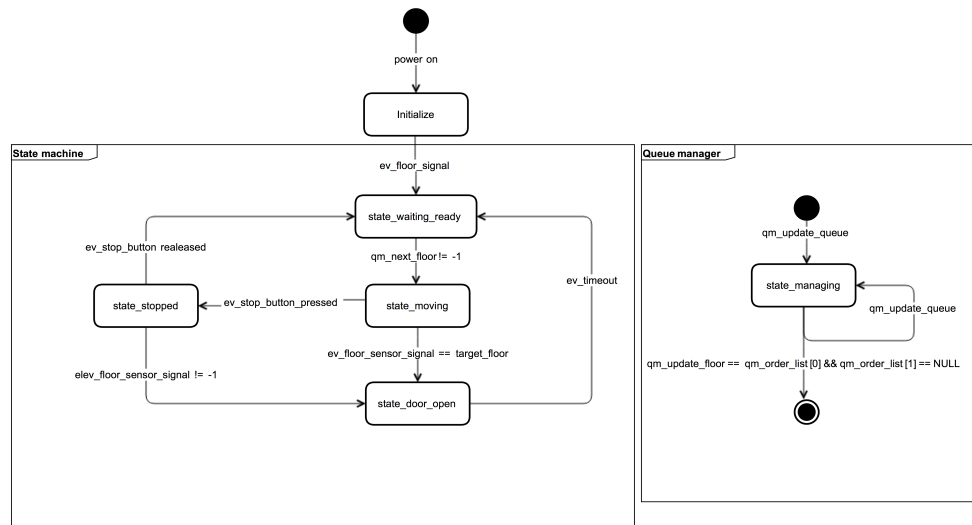 power on
Initialize
State machine
Queue manager
ev_floor_signal
state_waiting_ready
qm_update_queue
ev_stop_button realeased
qm_next_floor != -1
ev_timeout
state_managing
state_stopped
ev_stop_button_pressed
state_moving
qm_update_queue
ev_floor_sensor_signal == target_floor
qm_update_floor == qm_order_list [0] && qm_order_list [1] == NULL
elev_floor_sensor_signal != -1
state_door_open